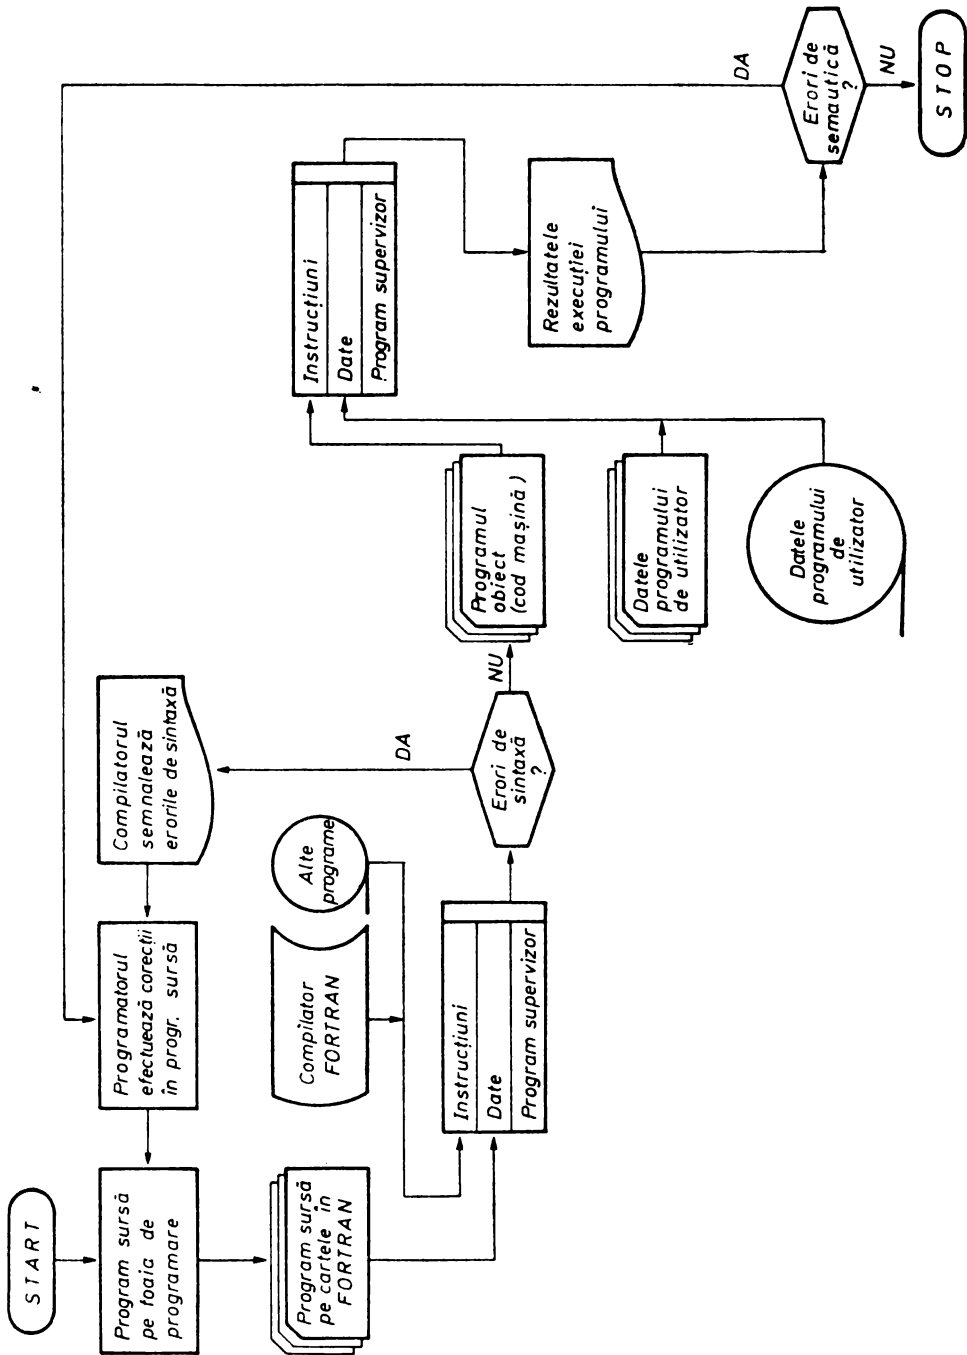 START
Program sursă
pe foaia de
programare
Programatorul
efectuează corecții
în progr. sursă
Compilatorul
semnalează
erorile de sintaxă
Program sursă
pe cartele în
FORTRAN
Compilator
FORTRAN
Alte
programe
Instrucțiuni
Date
Program supervizor
Erori de
sintaxă
?
DA
NU
Programul
obiect
(cod mașină)
Datele
programului
de utilizator
Datele
programului
de
utilizator
Instrucțiuni
Date
Program supervizor
Rezultatele
execuției
programului
Erori de
semautică
?
DA
NU
STOP